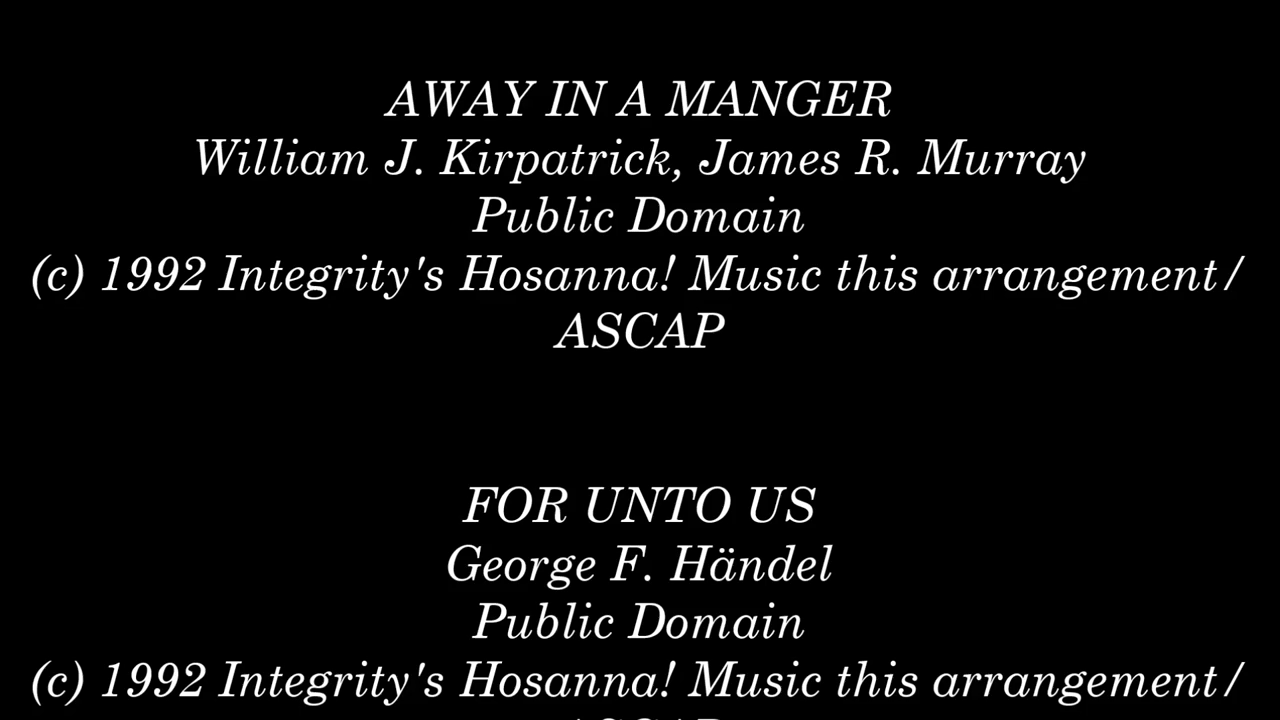 AWAY IN A MANGER
William J. Kirpatrick, James R. Murray
Public Domain
(c) 1992 Integrity's Hosanna! Music this arrangement/
ASCAP
FOR UNTO US
George F. Händel
Public Domain
(c) 1992 Integrity's Hosanna! Music this arrangement/